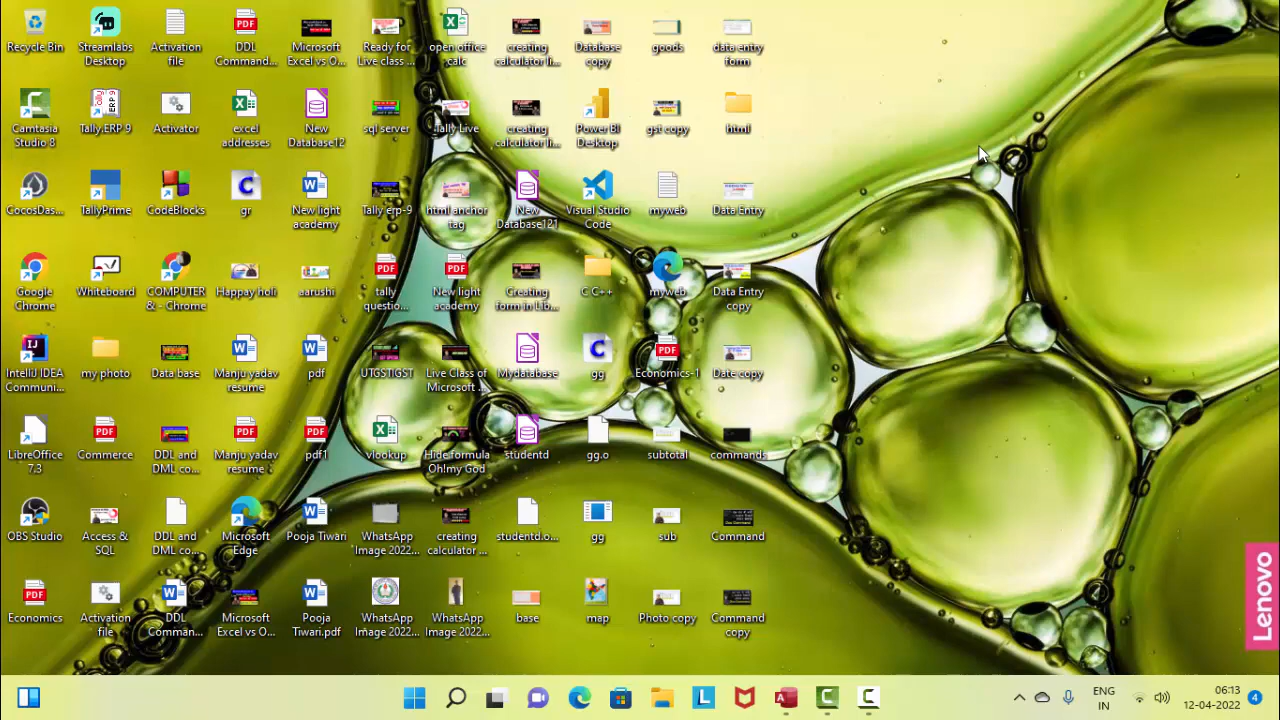 Recycle Bin
Streamlabs
Desktop
Activation
file
DDL
Command...
Microsoft
Excel vs O...
Ready for
Live class ...
open office
calc
creating
calculator li...
Database
copy
goods
data entry
form
Camtasia
Studio 8
Tally.ERP 9
Activator
excel
addresses
New
Database12
sql server
Tally Live
creating
calculator li...
Power BI
Desktop
gst copy
html
CocosDas...
TallyPrime
CodeBlocks
gr
New light
academy
Tally erp-9
html anchor
tag
New
Database121
Visual Studio
Code
myweb
Data Entry
Google
Chrome
Whiteboard
COMPUTER
& - Chrome
Happay holi
aarushi
tally
questio...
New light
academy
Creating
form in Lib...
C C++
myweb
Data Entry
copy
IntelliJ IDEA
Communi...
my photo
Data base
Manju yadav
resume
pdf
UTGSTIGST
Live Class of
Microsoft ...
Mydatabase
gg
Economics-1
Date copy
LibreOffice
7.3
Commerce
DDL and
DML co...
Manju yadav
resume
pdf1
vlookup
Hide formula
Oh!my God
studentd
gg.o
subtotal
commands
OBS Studio
Access &
SQL
DDL and
DML co...
Microsoft
Edge
Pooja Tiwari
WhatsApp
Image 2022...
creating
calculator ...
studentd.o...
gg
sub
Command
Economics
Activation
file
DDL
Comman...
Microsoft
Excel vs O...
Pooja
Tiwari.pdf
WhatsApp
Image 2022...
WhatsApp
Image 2022...
base
map
Photo copy
Command
copy
Lenovo
ENG
IN
06:13
12-04-2022
4